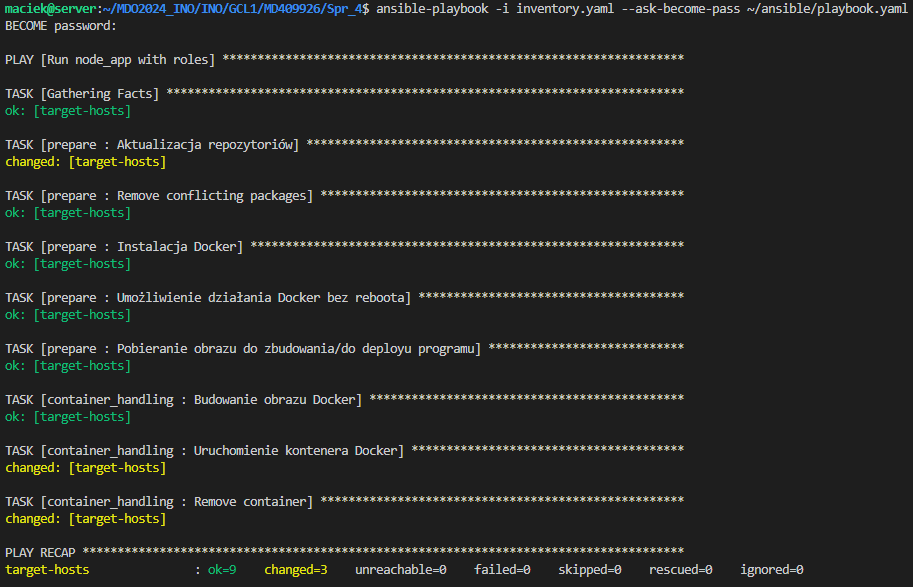 maciek@server:~/MDO2024_INO/INO/GCL1/MD409926/Spr_4$ ansible-playbook -i inventory.yaml --ask-become-pass ~/ansible/playbook.yaml
BECOME password:
PLAY [Run node_app with roles] ******************************************************************
TASK [Gathering Facts] **************************************************************************
ok: [target-hosts]
TASK [prepare : Aktualizacja repozytoriów] ******************************************************
changed: [target-hosts]
TASK [prepare : Remove conflicting packages] ****************************************************
ok: [target-hosts]
TASK [prepare : Instalacja Docker] **************************************************************
ok: [target-hosts]
TASK [prepare : Umożliwienie działania Docker bez reboota] **************************************
ok: [target-hosts]
TASK [prepare : Pobieranie obrazu do zbudowania/do deployu programu] ****************************
ok: [target-hosts]
TASK [container_handling : Budowanie obrazu Docker] *********************************************
ok: [target-hosts]
TASK [container_handling : Uruchomienie kontenera Docker] ***************************************
changed: [target-hosts]
TASK [container_handling : Remove container] ****************************************************
changed: [target-hosts]
PLAY RECAP **************************************************************************************
target-hosts               : ok=9    changed=3    unreachable=0    failed=0    skipped=0    rescued=0    ignored=0